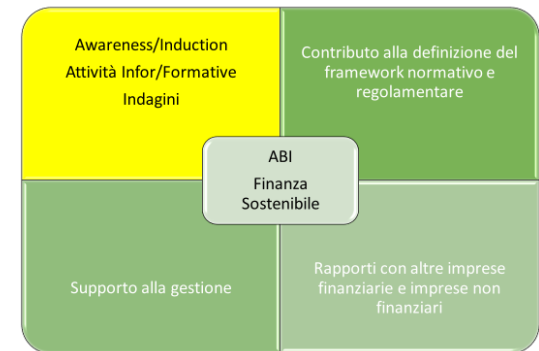 Awareness/Induction
Attività Infor/Formative
Indagini
Contributo alla definizione del
framework normativo e
regolamentare
ABI
Finanza
Sostenibile
Supporto alla gestione
Rapporti con altre imprese
finanziarie e imprese non
finanziari